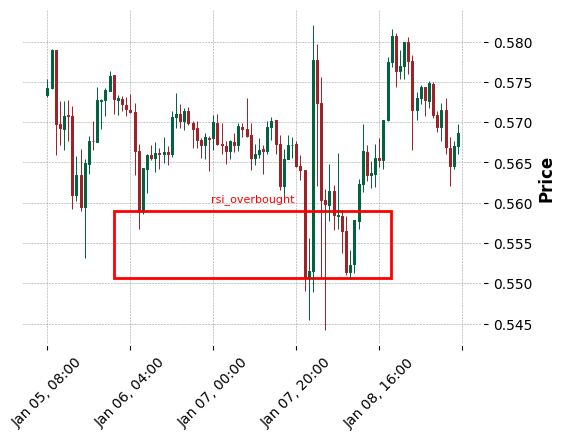 0.580
0.575
0.570
0.565
rsi_overbought
0.560
0.555
0.550
0.545
Price
Jan 05, 08:00
Jan 06, 04:00
Jan 07, 00:00
Jan 07, 20:00
Jan 08, 16:00